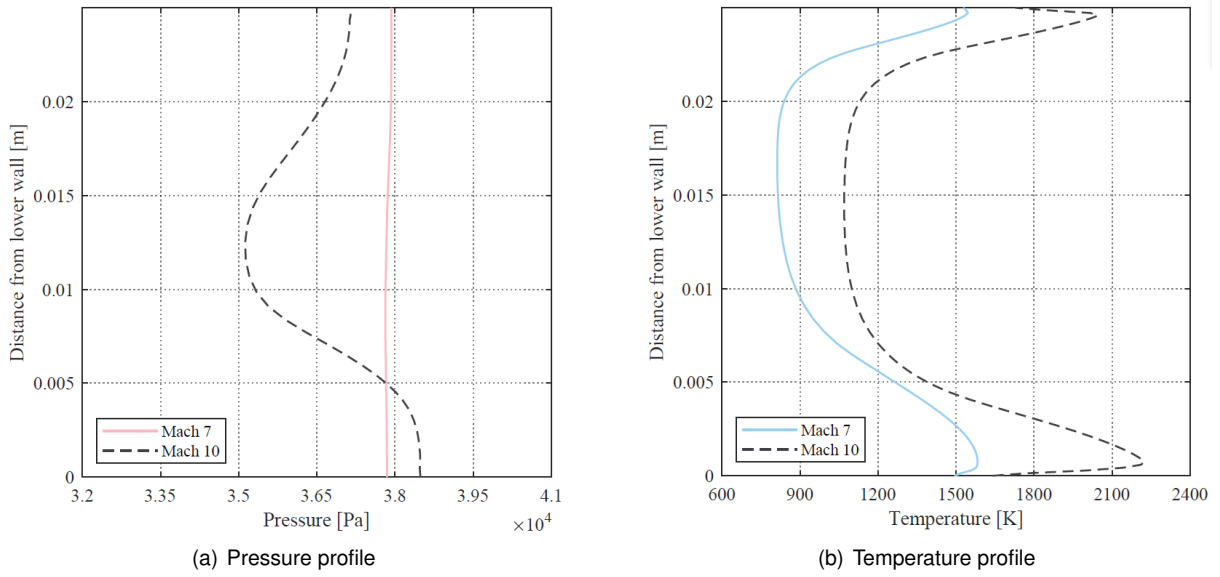 Distance from lower wall [m]
0.02
0.015
0.01
0.005
0
Mach 7
Mach 10
3.2 3.35 3.5 3.65 3.8 3.95 4.1
Pressure [Pa]
×10⁴
(a) Pressure profile
Distance from lower wall [m]
0.02
0.015
0.01
0.005
0
Mach 7
Mach 10
600 900 1200 1500 1800 2100 2400
Temperature [K]
(b) Temperature profile